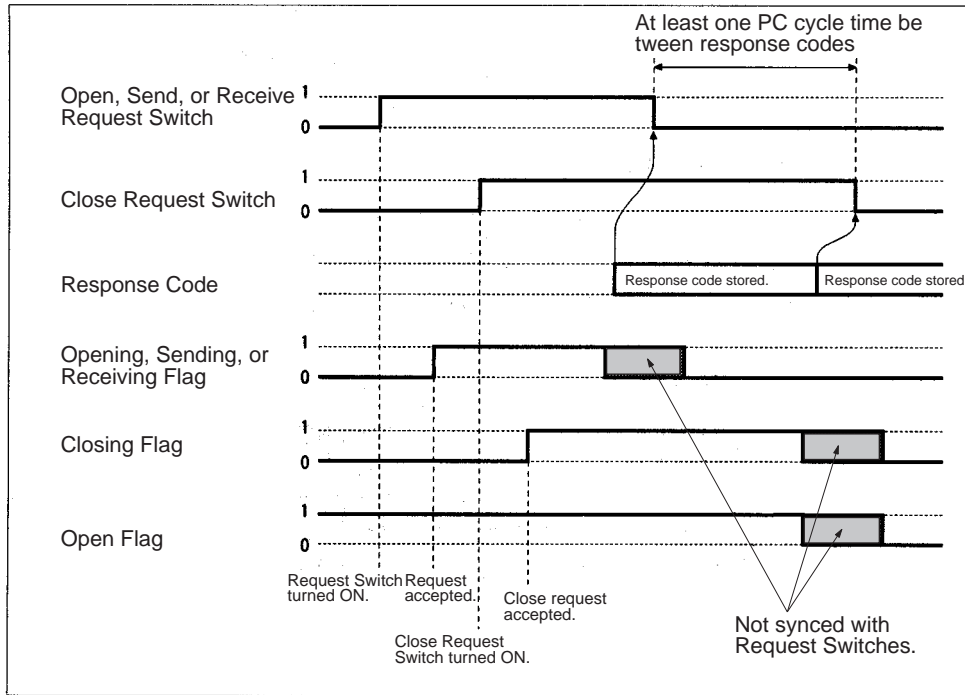 At least one PC cycle time be
tween response codes
Open, Send, or Receive
Request Switch
1
0
Close Request Switch
1
0
Response Code
Response code stored.
Response code stored
Opening, Sending, or
Receiving Flag
1
0
Closing Flag
1
0
Open Flag
1
0
Request Switch
turned ON.
Request
accepted.
Close request
accepted.
Close Request
Switch turned ON.
Not synced with
Request Switches.